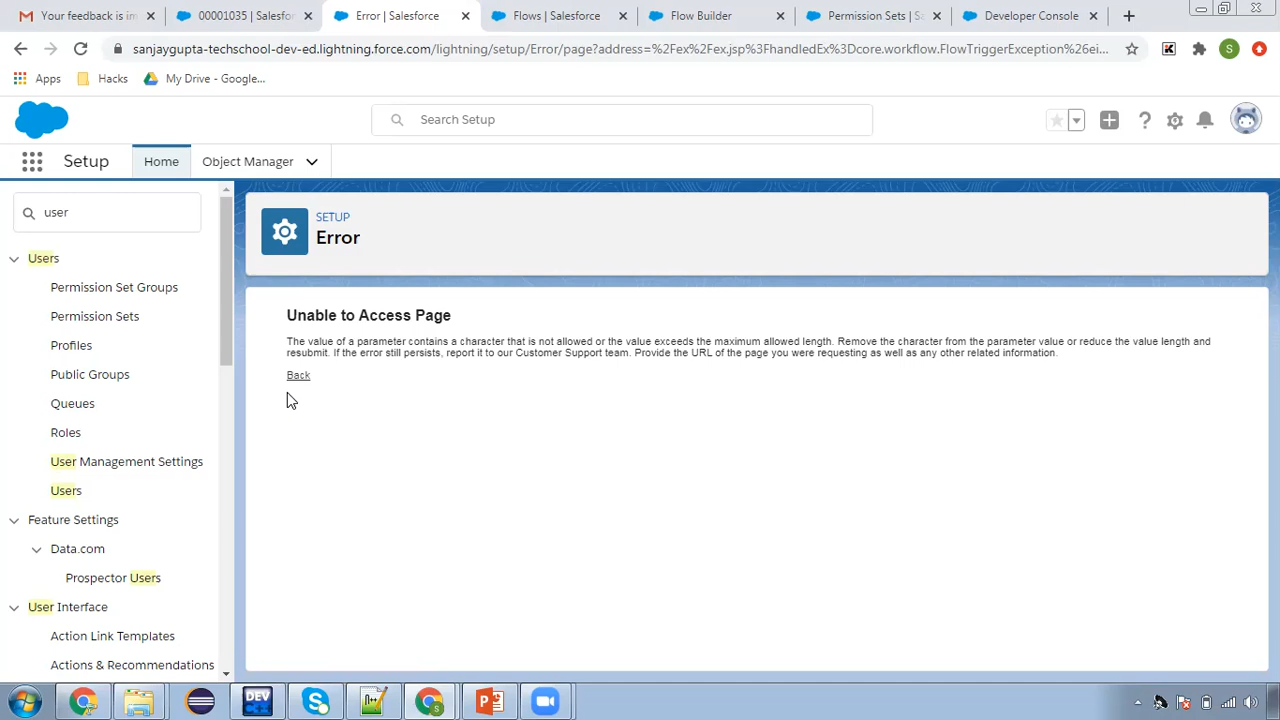 Your feedback is im
00001035 | Salesfo
Error | Salesforce
Flows | Salesforce
Flow Builder
Permission Sets | S
Developer Console
sanjaygupta-techschool-dev-ed.lightning.force.com/lightning/setup/Error/page?address=%2Fex%2Fex.jsp%3FhandledEx%3Dcore.workflow.FlowTriggerException%26ei...
S
Apps
Hacks
My Drive - Google...
Search Setup
Setup
Home
Object Manager
user
SETUP
Error
Users
Permission Set Groups
Permission Sets
Profiles
Public Groups
Queues
Roles
User Management Settings
Users
Feature Settings
Data.com
Prospector Users
User Interface
Action Link Templates
Actions & Recommendations
Unable to Access Page
The value of a parameter contains a character that is not allowed or the value exceeds the maximum allowed length. Remove the character from the parameter value or reduce the value length and
resubmit. If the error still persists, report it to our Customer Support team. Provide the URL of the page you were requesting as well as any other related information.
Back
DEV